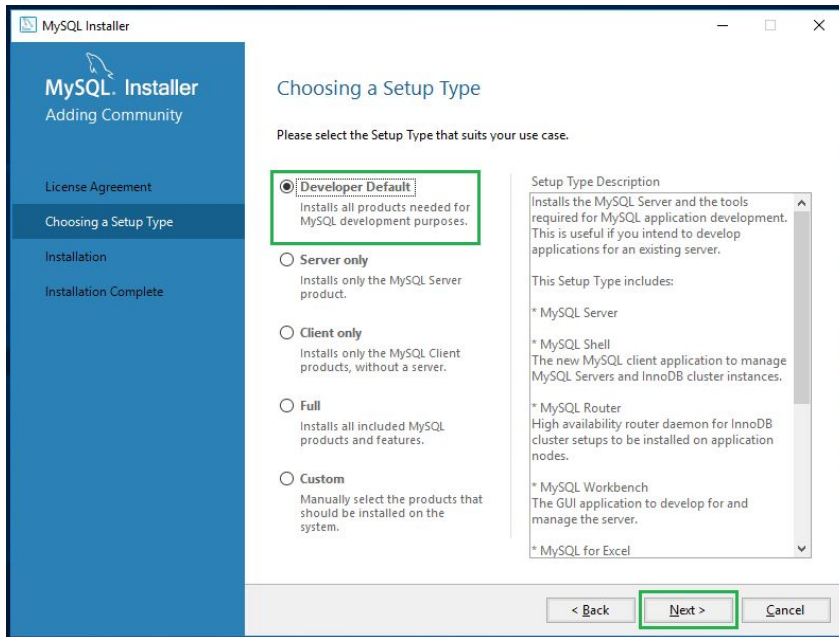 MySQL Installer
MySQL. Installer
Adding Community
License Agreement
Choosing a Setup Type
Installation
Installation Complete
Choosing a Setup Type
Please select the Setup Type that suits your use case.
Developer Default
Installs all products needed for
MySQL development purposes.
Server only
Installs only the MySQL Server
product.
Client only
Installs only the MySQL Client
products, without a server.
Full
Installs all included MySQL
products and features.
Custom
Manually select the products that
should be installed on the
system.
Setup Type Description
Installs the MySQL Server and the tools
required for MySQL application development.
This is useful if you intend to develop
applications for an existing server.
This Setup Type includes:
* MySQL Server
* MySQL Shell
The new MySQL client application to manage
MySQL Servers and InnoDB cluster instances.
* MySQL Router
High availability router daemon for InnoDB
cluster setups to be installed on application
nodes.
* MySQL Workbench
The GUI application to develop for and
manage the server.
* MySQL for Excel
< Back
Next >
Cancel